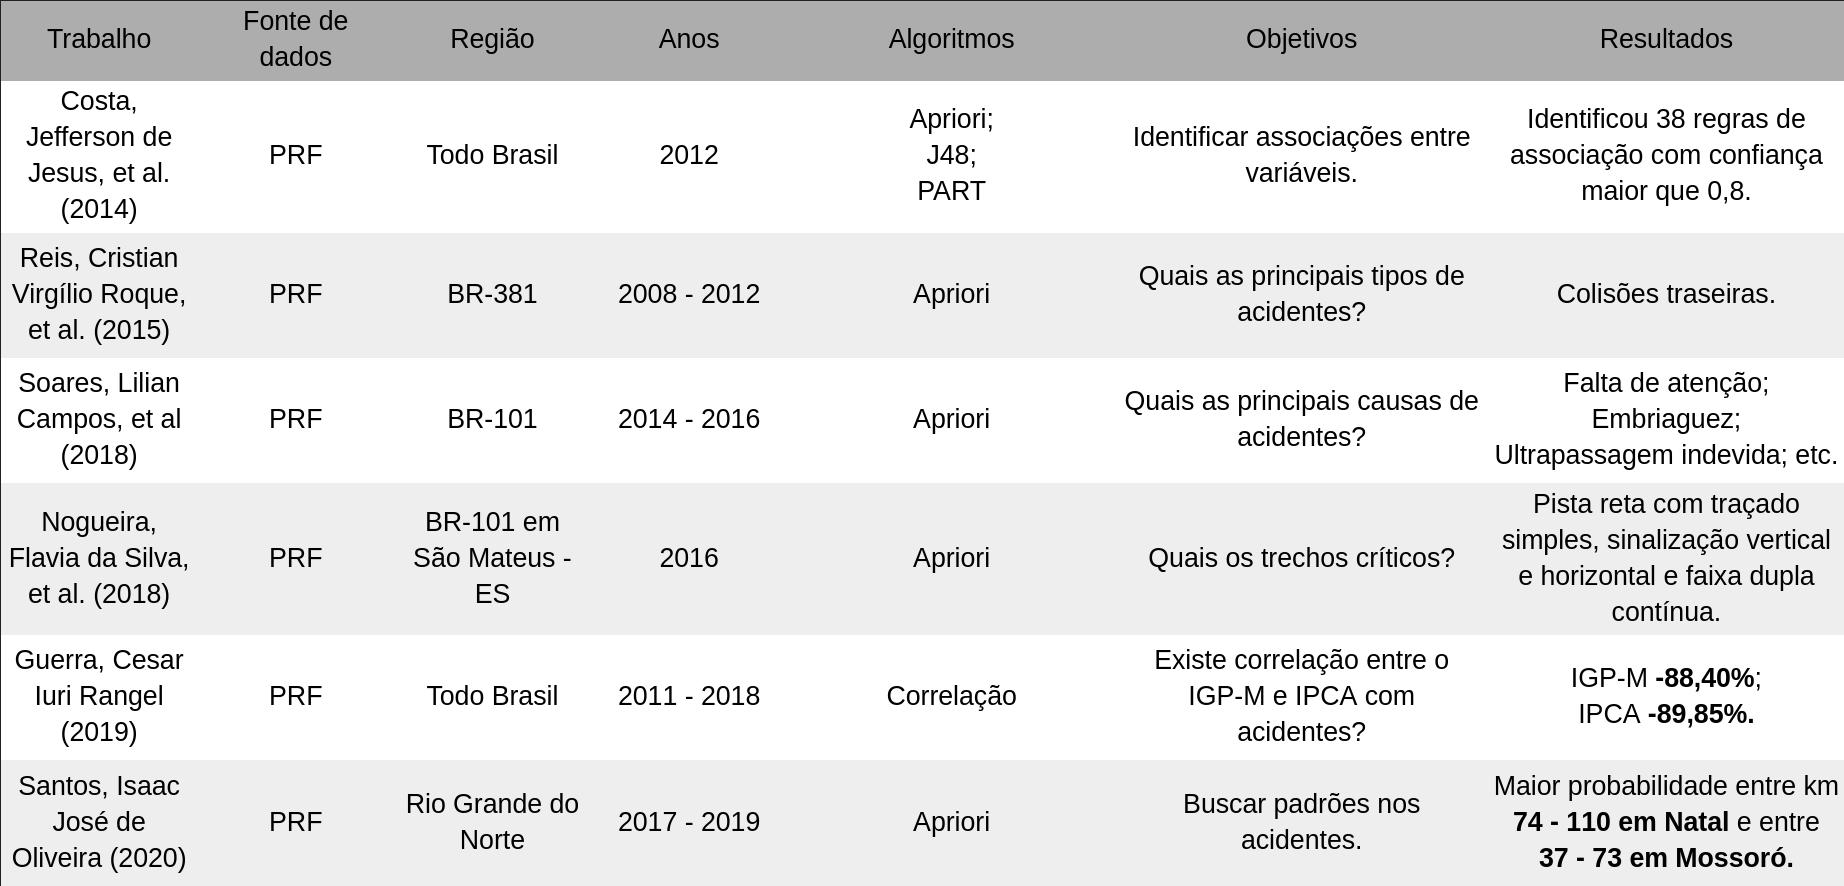 Trabalho
Fonte de
dados
Região
Anos
Algoritmos
Objetivos
Resultados
Costa,
Jefferson de
Jesus, et al.
(2014)
PRF
Todo Brasil
2012
Apriori;
J48;
PART
Identificar associações entre
variáveis.
Identificou 38 regras de
associação com confiança
maior que 0,8.
Reis, Cristian
Virgílio Roque,
et al. (2015)
PRF
BR-381
2008 - 2012
Apriori
Quais as principais tipos de
acidentes?
Colisões traseiras.
Soares, Lilian
Campos, et al
(2018)
PRF
BR-101
2014 - 2016
Apriori
Quais as principais causas de
acidentes?
Falta de atenção;
Embriaguez;
Ultrapassagem indevida; etc.
Nogueira,
Flavia da Silva,
et al. (2018)
PRF
BR-101 em
São Mateus -
ES
2016
Apriori
Quais os trechos críticos?
Pista reta com traçado
simples, sinalização vertical
e horizontal e faixa dupla
contínua.
Guerra, Cesar
Iuri Rangel
(2019)
PRF
Todo Brasil
2011 - 2018
Correlação
Existe correlação entre o
IGP-M e IPCA com
acidentes?
IGP-M -88,40%;
IPCA -89,85%.
Santos, Isaac
José de
Oliveira (2020)
PRF
Rio Grande do
Norte
2017 - 2019
Apriori
Buscar padrões nos
acidentes.
Maior probabilidade entre km
74 - 110 em Natal e entre
37 - 73 em Mossoró.